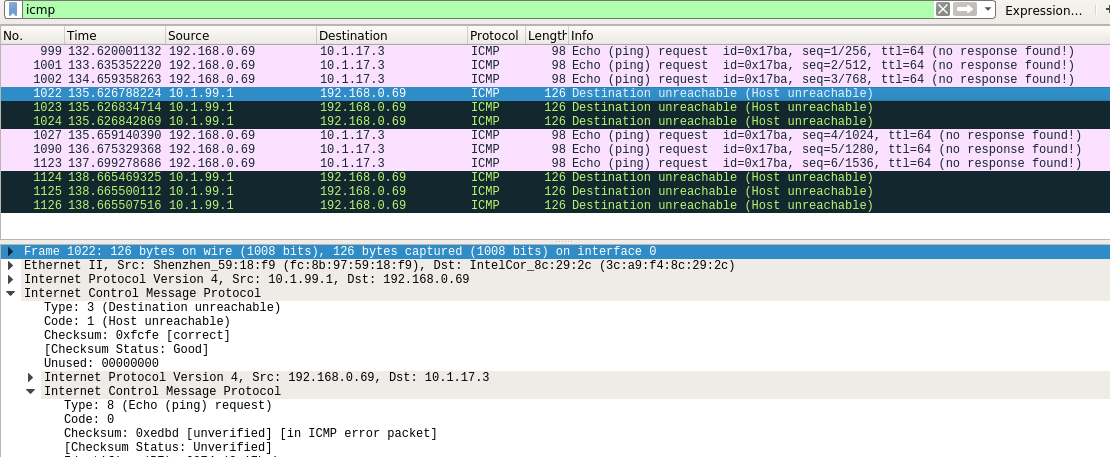 icmp Expression…
No. Time Source Destination Protocol Length Info
999 132.620001132 192.168.0.69 10.1.17.3 ICMP 98 Echo (ping) request id=0x17ba, seq=1/256, ttl=64 (no response found!)
1001 133.635352220 192.168.0.69 10.1.17.3 ICMP 98 Echo (ping) request id=0x17ba, seq=2/512, ttl=64 (no response found!)
1002 134.659358263 192.168.0.69 10.1.17.3 ICMP 98 Echo (ping) request id=0x17ba, seq=3/768, ttl=64 (no response found!)
1022 135.626788224 10.1.99.1 192.168.0.69 ICMP 126 Destination unreachable (Host unreachable)
1023 135.626834714 10.1.99.1 192.168.0.69 ICMP 126 Destination unreachable (Host unreachable)
1024 135.626842869 10.1.99.1 192.168.0.69 ICMP 126 Destination unreachable (Host unreachable)
1027 135.659140390 192.168.0.69 10.1.17.3 ICMP 98 Echo (ping) request id=0x17ba, seq=4/1024, ttl=64 (no response found!)
1090 136.675329368 192.168.0.69 10.1.17.3 ICMP 98 Echo (ping) request id=0x17ba, seq=5/1280, ttl=64 (no response found!)
1123 137.699278686 192.168.0.69 10.1.17.3 ICMP 98 Echo (ping) request id=0x17ba, seq=6/1536, ttl=64 (no response found!)
1124 138.665469325 10.1.99.1 192.168.0.69 ICMP 126 Destination unreachable (Host unreachable)
1125 138.665500112 10.1.99.1 192.168.0.69 ICMP 126 Destination unreachable (Host unreachable)
1126 138.665507516 10.1.99.1 192.168.0.69 ICMP 126 Destination unreachable (Host unreachable)
Frame 1022: 126 bytes on wire (1008 bits), 126 bytes captured (1008 bits) on interface 0
Ethernet II, Src: Shenzhen_59:18:f9 (fc:8b:97:59:18:f9), Dst: IntelCor_8c:29:2c (3c:a9:f4:8c:29:2c)
Internet Protocol Version 4, Src: 10.1.99.1, Dst: 192.168.0.69
Internet Control Message Protocol
Type: 3 (Destination unreachable)
Code: 1 (Host unreachable)
Checksum: 0xfcfe [correct]
[Checksum Status: Good]
Unused: 00000000
Internet Protocol Version 4, Src: 192.168.0.69, Dst: 10.1.17.3
Internet Control Message Protocol
Type: 8 (Echo (ping) request)
Code: 0
Checksum: 0xedbd [unverified] [in ICMP error packet]
[Checksum Status: Unverified]